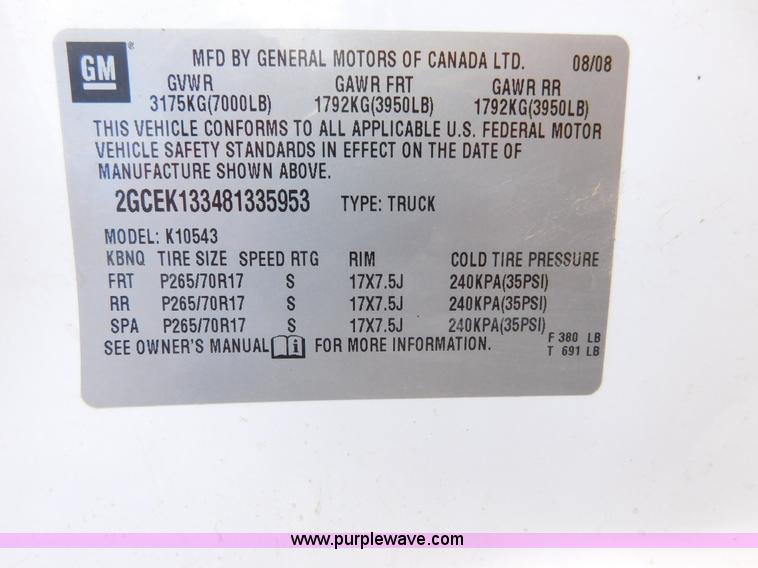 GM ® MFD BY GENERAL MOTORS OF CANADA LTD. 08/08
GVWR GAWR FRT GAWR RR
3175KG(7000LB) 1792KG(3950LB) 1792KG(3950LB)
THIS VEHICLE CONFORMS TO ALL APPLICABLE U.S. FEDERAL MOTOR
VEHICLE SAFETY STANDARDS IN EFFECT ON THE DATE OF
MANUFACTURE SHOWN ABOVE.
2GCEK133481335953 TYPE: TRUCK
MODEL: K10543
KBNQ TIRE SIZE SPEED RTG RIM COLD TIRE PRESSURE
FRT P265/70R17 S 17X7.5J 240KPA(35PSI)
RR P265/70R17 S 17X7.5J 240KPA(35PSI)
SPA P265/70R17 S 17X7.5J 240KPA(35PSI)
SEE OWNER'S MANUAL i FOR MORE INFORMATION. F 380 LB
T 691 LB
www.purplewave.com